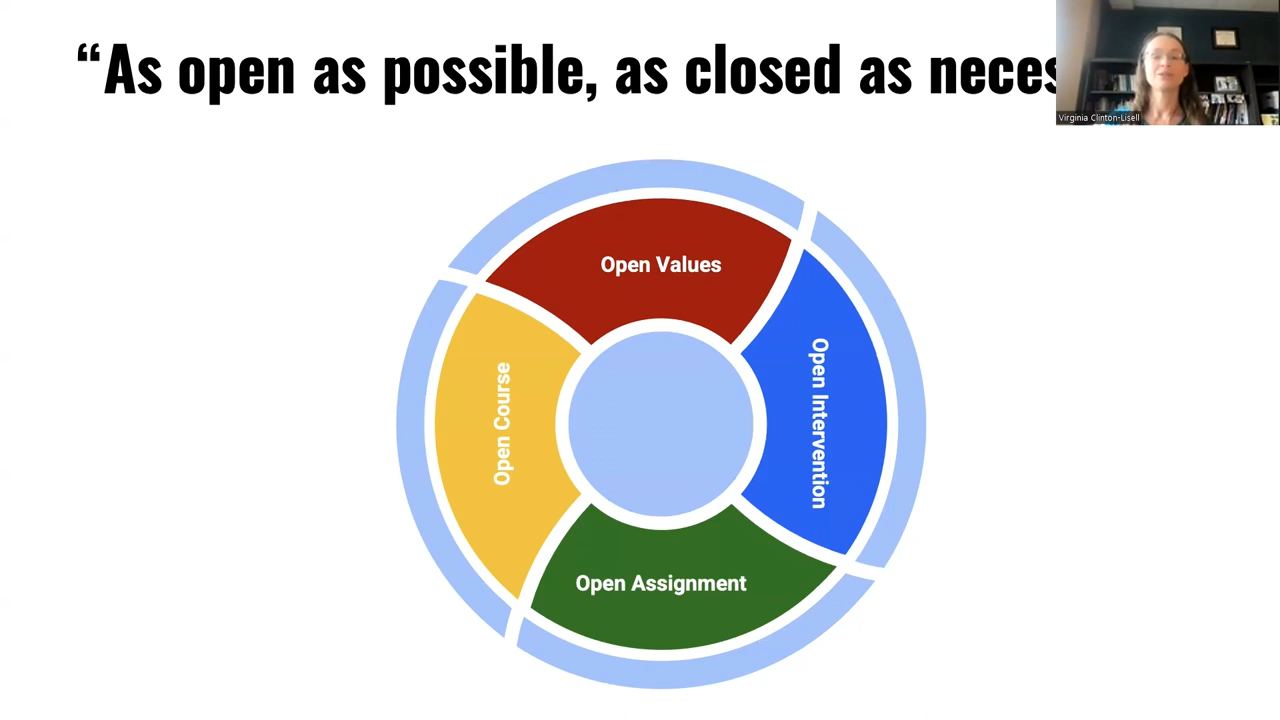 “As open as possible, as closed as neces
Virginia Clinton-Lisell
Open Values
Open Intervention
Open Course
Open Assignment